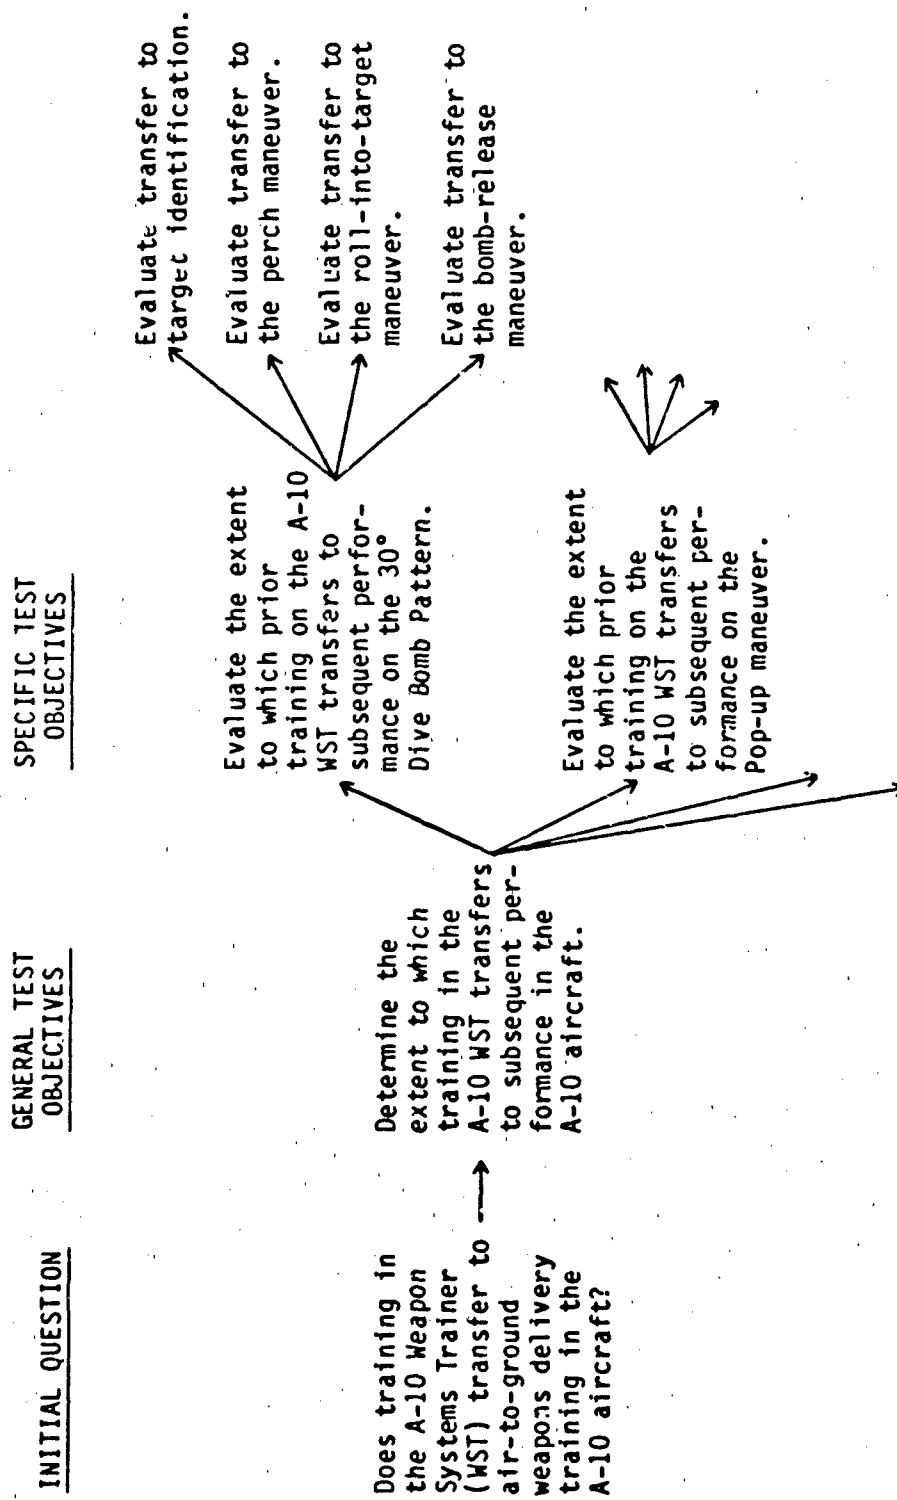 INITIAL QUESTION
Does training in
the A-10 Weapon
Systems Trainer
(WST) transfer to
air-to-ground
weapons delivery
training in the
A-10 aircraft?
GENERAL TEST
OBJECTIVES
Determine the
extent to which
training in the
A-10 WST transfers
to subsequent per-
formance in the
A-10 aircraft.
SPECIFIC TEST
OBJECTIVES
Evaluate the extent
to which prior
training on the A-10
WST transfers to
subsequent perfor-
mance on the 30°
Dive Bomb Pattern.
Evaluate the extent
to which prior
training on the
A-10 WST transfers
to subsequent per-
formance on the
Pop-up maneuver.
Evaluate transfer to
target identification.
Evaluate transfer to
the perch maneuver.
Evaluate transfer to
the roll-into-target
maneuver.
Evaluate transfer to
the bomb-release
maneuver.